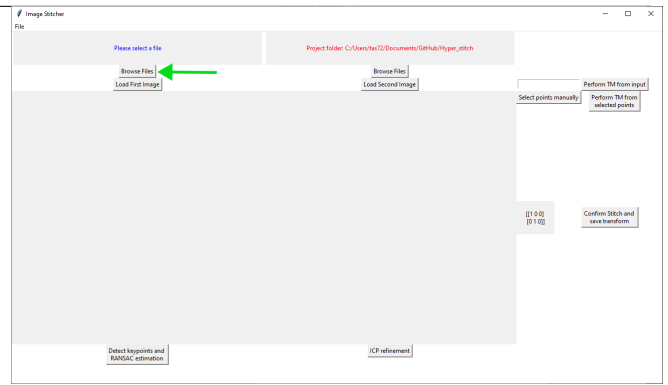 Image Stitcher
File
Please select a file
Project folder: C:/Users/tas72/Documents/GitHub/Hyper_stitch
Browse Files
Browse Files
Load First Image
Load Second Image
Perform TM from input
Select points manually
Perform TM from
selected points
[[1 0 0]
[0 1 0]]
Confirm Stitch and
save transform
Detect keypoints and
RANSAC estimation
ICP refinement